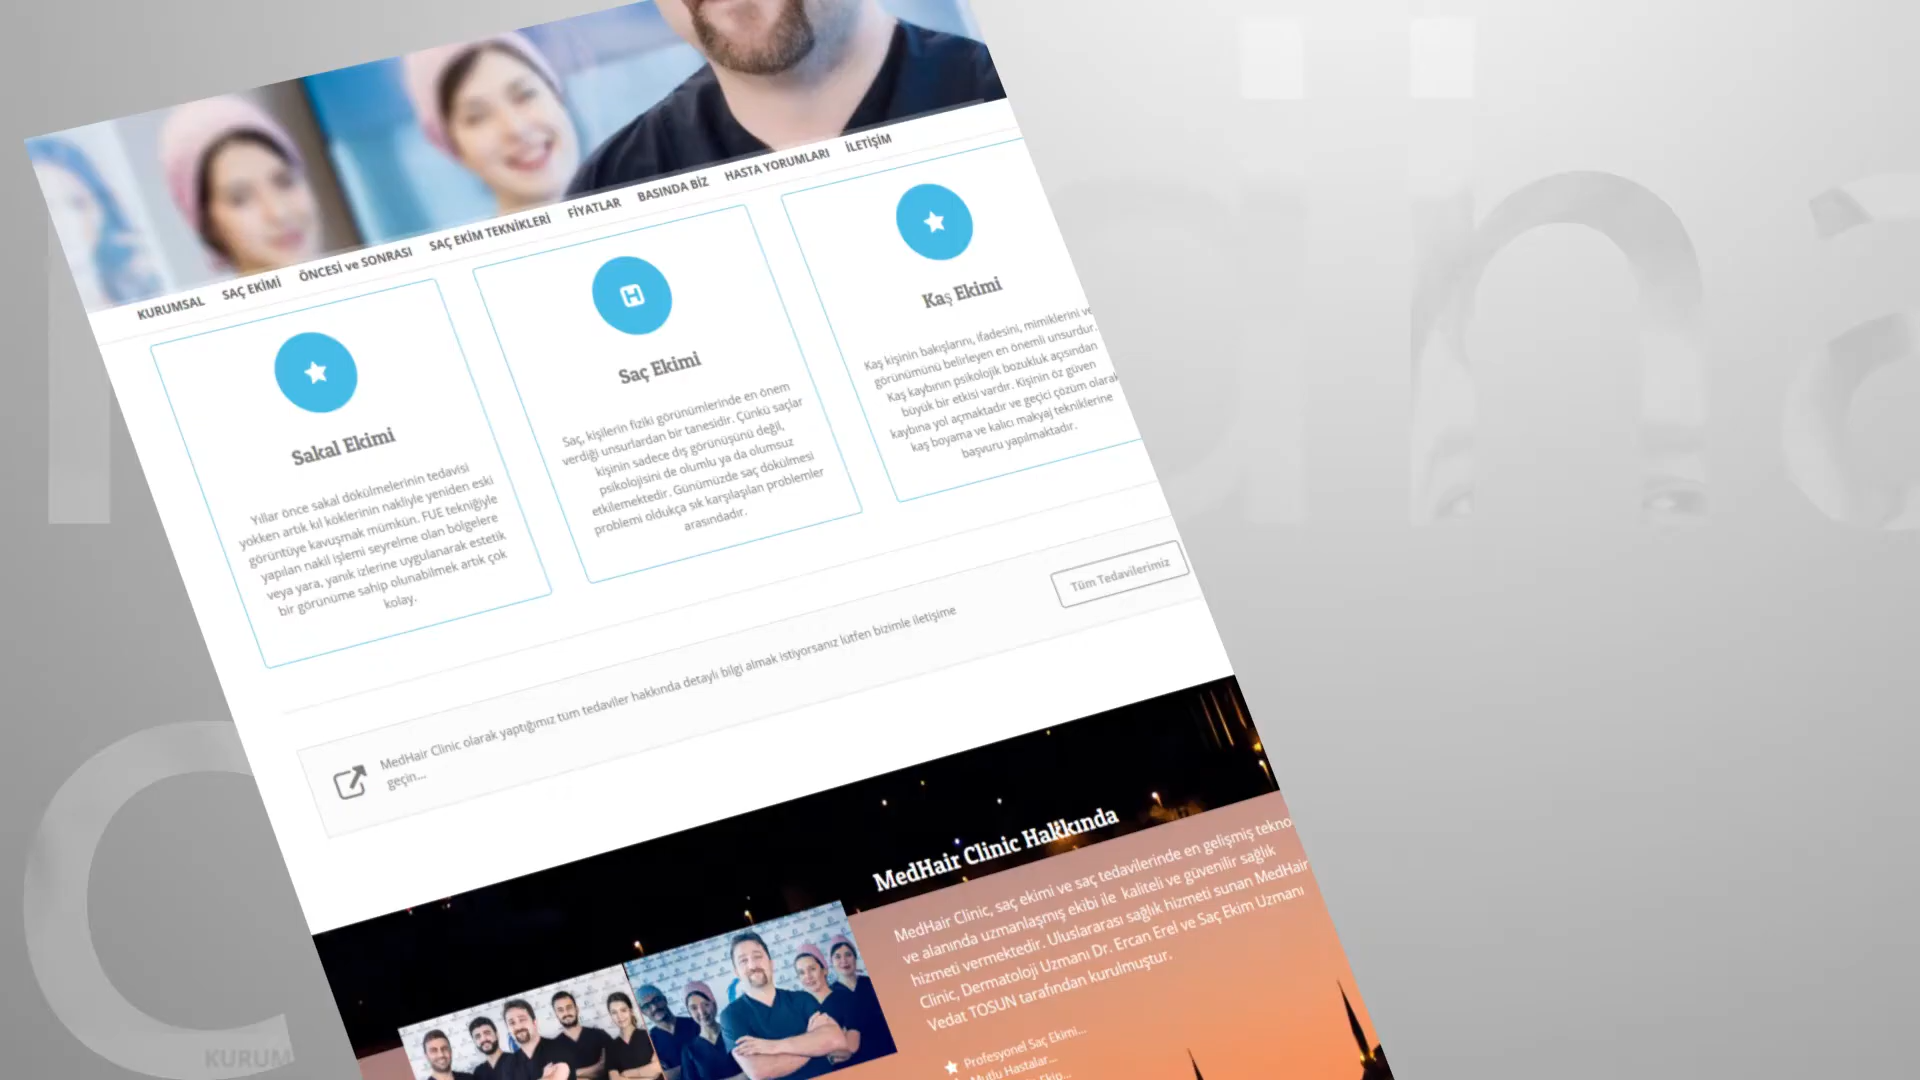 KURUMSAL SAÇ EKİMİ ÖNCESİ ve SONRASI SAÇ EKİM TEKNİKLERİ FİYATLAR BASINDA BİZ HASTA YORUMLARI İLETİŞİM
Sakal Ekimi
Yıllar önce sakal dökülmelerinin tedavisi
yokken artık kıl köklerinin nakliyle yeniden eski
görüntüye kavuşmak mümkün. FUE tekniğiyle
yapılan nakil işlemi seyrelme olan bölgelere
veya yara, yanık izlerine uygulanarak estetik
bir görünüme sahip olunabilmek artık çok
kolay.
Saç Ekimi
Saç, kişilerin fiziki görünümlerinde en önem
verdiği unsurlardan bir tanesidir. Çünkü saçlar
kişinin sadece dış görünüşünü değil,
psikolojisini de olumlu ya da olumsuz
etkilemektedir. Günümüzde saç dökülmesi
problemi oldukça sık karşılaşılan problemler
arasındadır.
Kaş Ekimi
Kaş kişinin bakışlarını, ifadesini, mimiklerini ve
görünümünü belirleyen en önemli unsurdur.
Kaş kaybının psikolojik bozukluk açısından
büyük bir etkisi vardır. Kişinin öz güven
kaybına yol açmaktadır ve geçici çözüm olarak
kaş boyama ve kalıcı makyaj tekniklerine
başvuru yapılmaktadır.
MedHair Clinic olarak yaptığımız tüm tedaviler hakkında detaylı bilgi almak istiyorsanız lütfen bizimle iletişime
geçin...
Tüm Tedavilerimiz
MedHair Clinic Hakkında
MedHair Clinic, saç ekimi ve saç tedavilerinde en gelişmiş tekno
ve alanında uzmanlaşmış ekibi ile kaliteli ve güvenilir sağlık
hizmeti vermektedir. Uluslararası sağlık hizmeti sunan MedHair
Clinic, Dermatoloji Uzmanı Dr. Ercan Erel ve Saç Ekim Uzmanı
Vedat TOSUN tarafından kurulmuştur.
Profesyonel Saç Ekimi...
Mutlu Hastalar...
Ekip...
KURUM